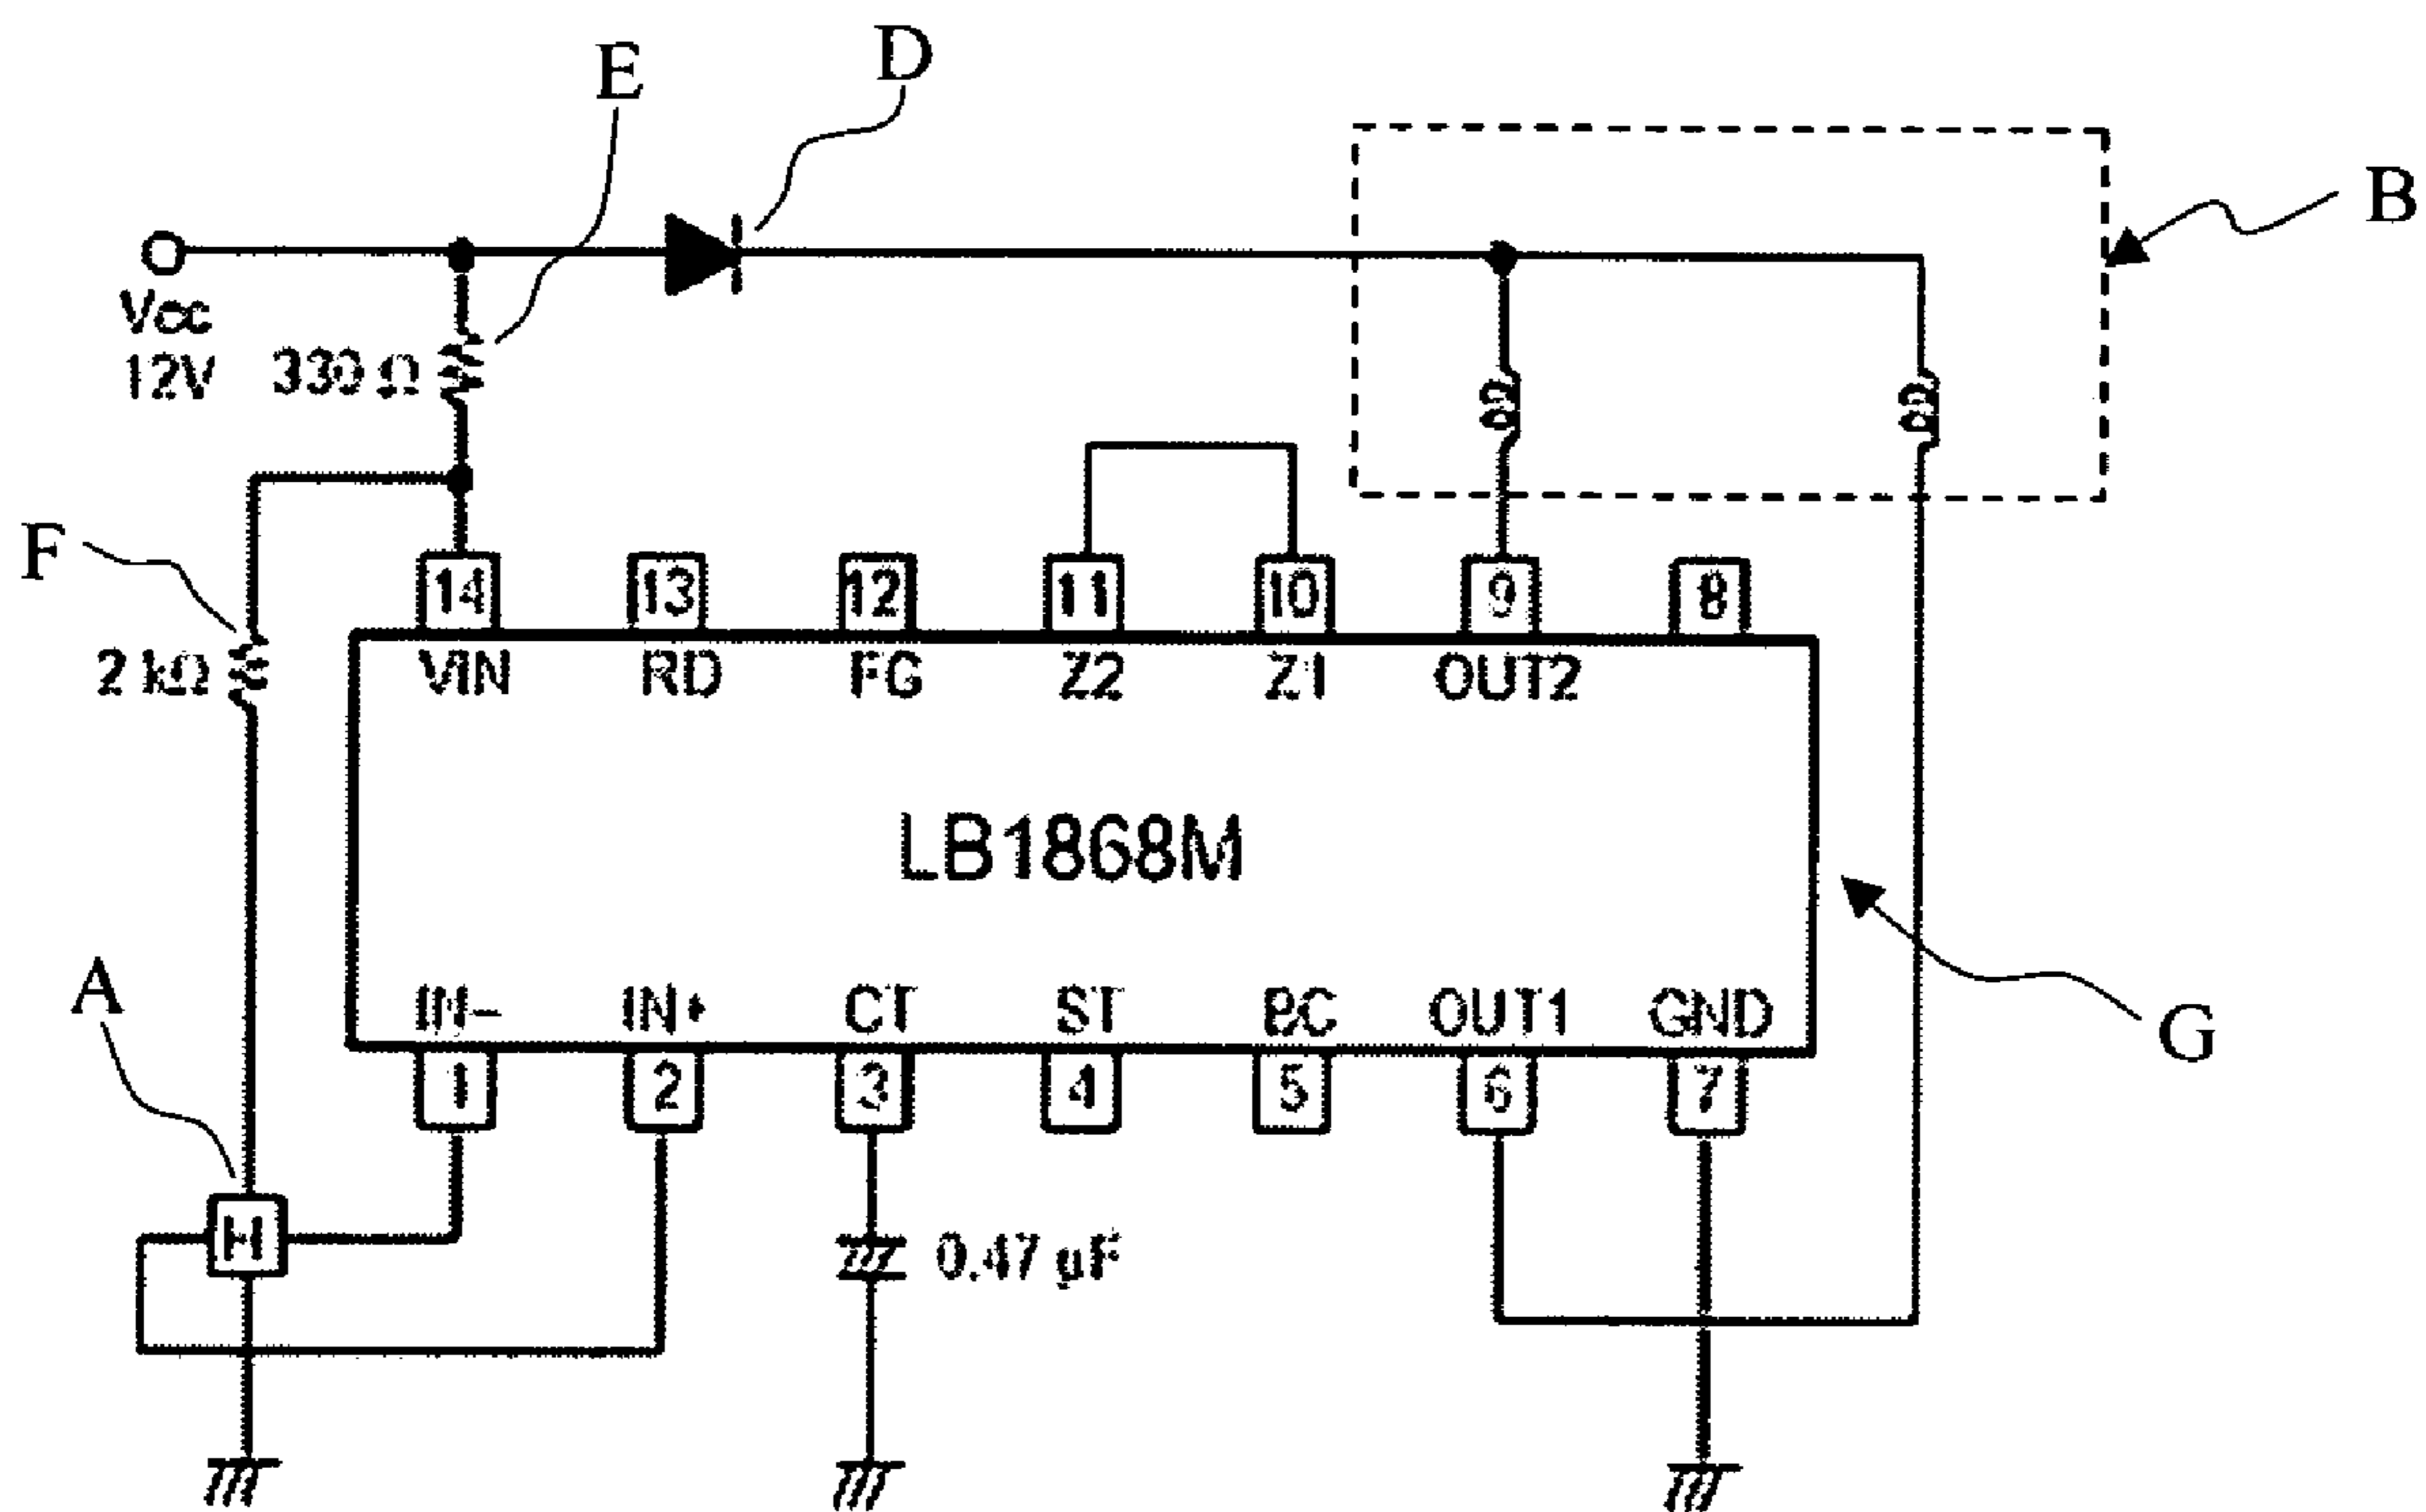 E
D
B
Vcc
12V
330 Ω
F
2 kΩ
14
13
12
11
10
9
8
VIN
RD
FG
Z2
Z1
OUT2
LB1868M
G
A
IN-
IN+
CT
ST
BC
OUT1
GND
1
2
3
4
5
6
7
H
0.47 μF